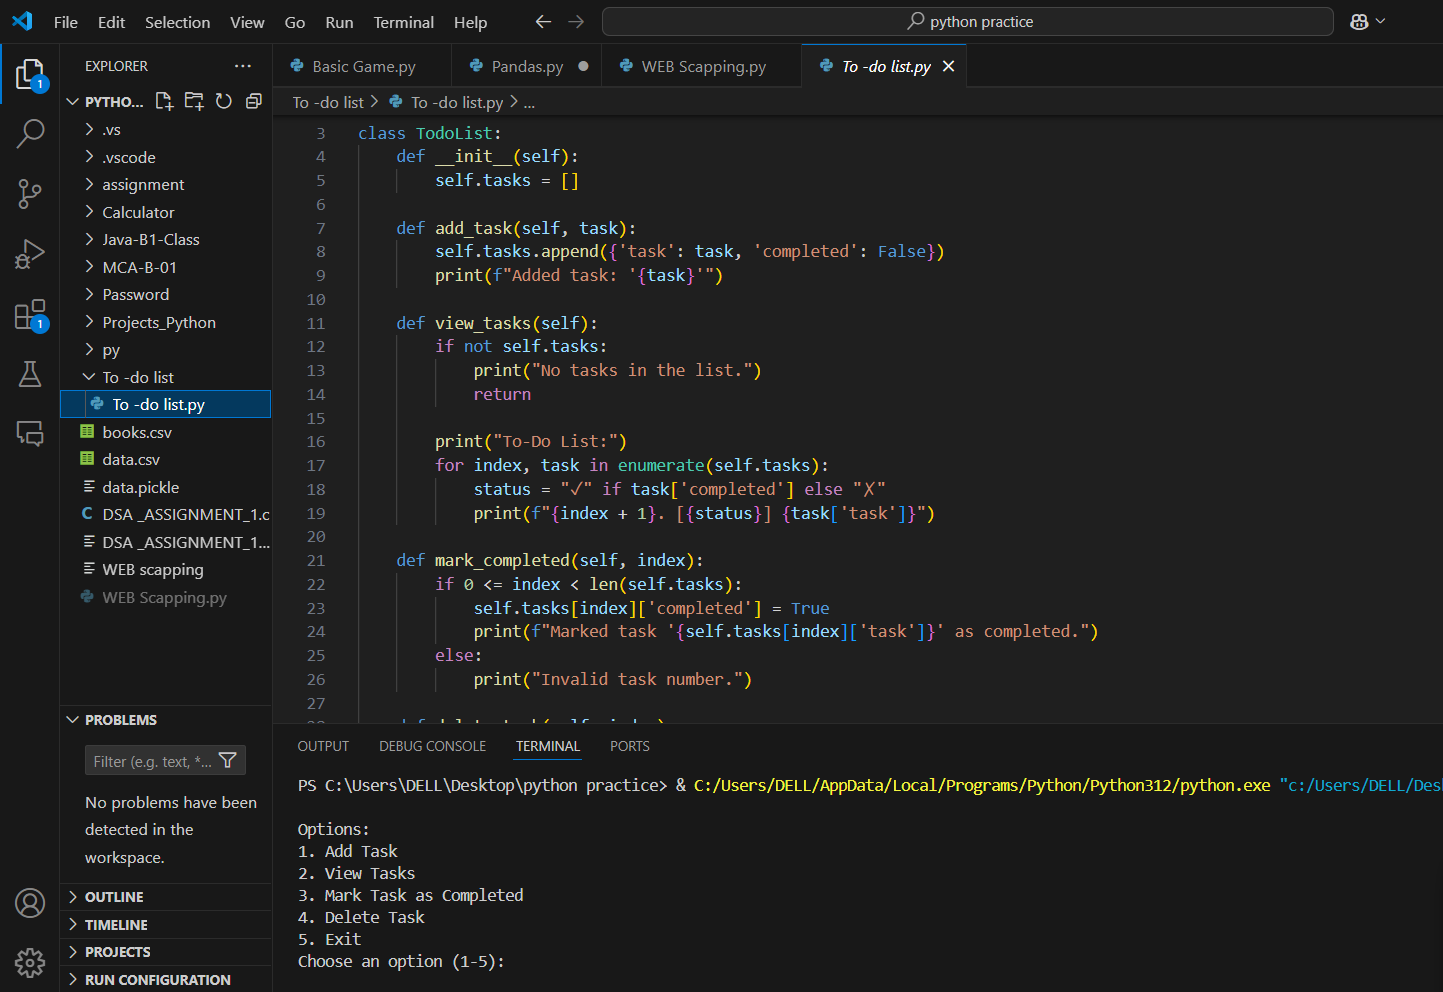 File Edit Selection View Go Run Terminal Help
python practice
EXPLORER
PYTHO...
.vs
.vscode
assignment
Calculator
Java-B1-Class
MCA-B-01
Password
Projects_Python
py
To -do list
To -do list.py
books.csv
data.csv
data.pickle
DSA _ASSIGNMENT_1.c
DSA _ASSIGNMENT_1...
WEB scapping
WEB Scapping.py
PROBLEMS
Filter (e.g. text, *...
No problems have been
detected in the
workspace.
OUTLINE
TIMELINE
PROJECTS
RUN CONFIGURATION
1
1
Basic Game.py Pandas.py WEB Scapping.py To -do list.py
To -do list > To -do list.py > ...
3 class TodoList:
4 def __init__(self):
5 self.tasks = []
6
7 def add_task(self, task):
8 self.tasks.append({'task': task, 'completed': False})
9 print(f"Added task: '{task}'")
10
11 def view_tasks(self):
12 if not self.tasks:
13 print("No tasks in the list.")
14 return
15
16 print("To-Do List:")
17 for index, task in enumerate(self.tasks):
18 status = "✓" if task['completed'] else "✗"
19 print(f"{index + 1}. [{status}] {task['task']}")
20
21 def mark_completed(self, index):
22 if 0 <= index < len(self.tasks):
23 self.tasks[index]['completed'] = True
24 print(f"Marked task '{self.tasks[index]['task']}' as completed.")
25 else:
26 print("Invalid task number.")
27
OUTPUT DEBUG CONSOLE TERMINAL PORTS
PS C:\Users\DELL\Desktop\python practice> & C:/Users/DELL/AppData/Local/Programs/Python/Python312/python.exe "c:/Users/DELL/Des
Options:
1. Add Task
2. View Tasks
3. Mark Task as Completed
4. Delete Task
5. Exit
Choose an option (1-5):